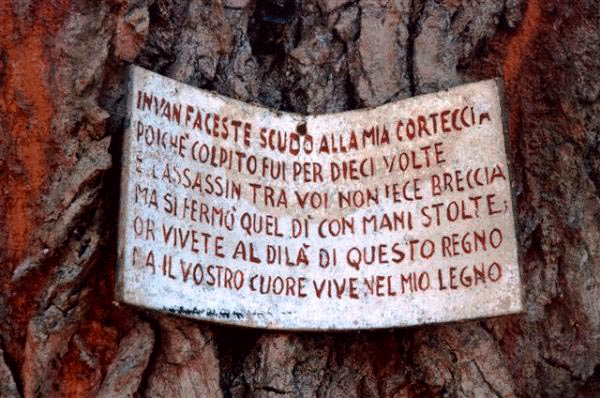 INVAN FACESTE SCUDO ALLA MIA CORTECCIA
POICHÈ COLPITO FUI PER DIECI VOLTE
E L'ASSASSIN TRA VOI NON FECE BRECCIA
MA SI FERMÒ QUEL DÌ CON MANI STOLTE;
OR VIVETE AL DILÀ DI QUESTO REGNO
MA IL VOSTRO CUORE VIVE NEL MIO LEGNO